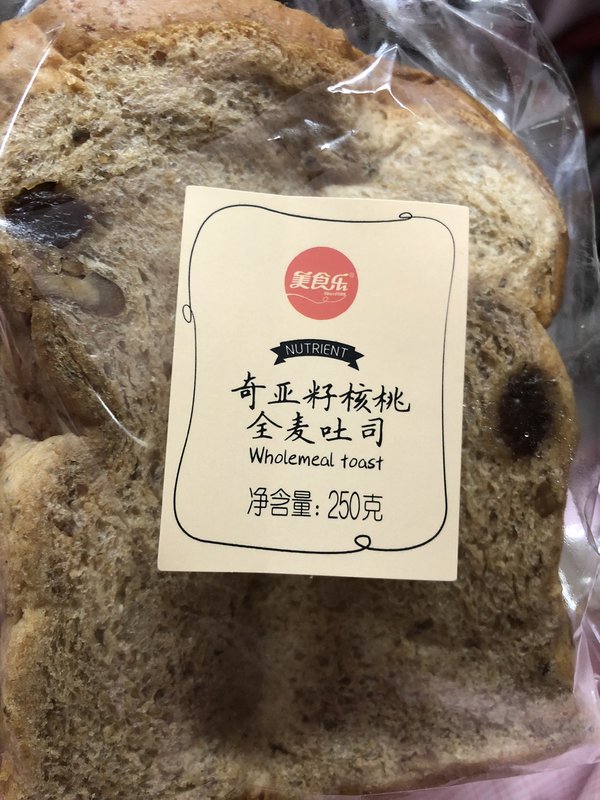 美食乐
NUTRIENT
奇亚籽核桃
全麦吐司
Wholemeal toast
净含量: 250克